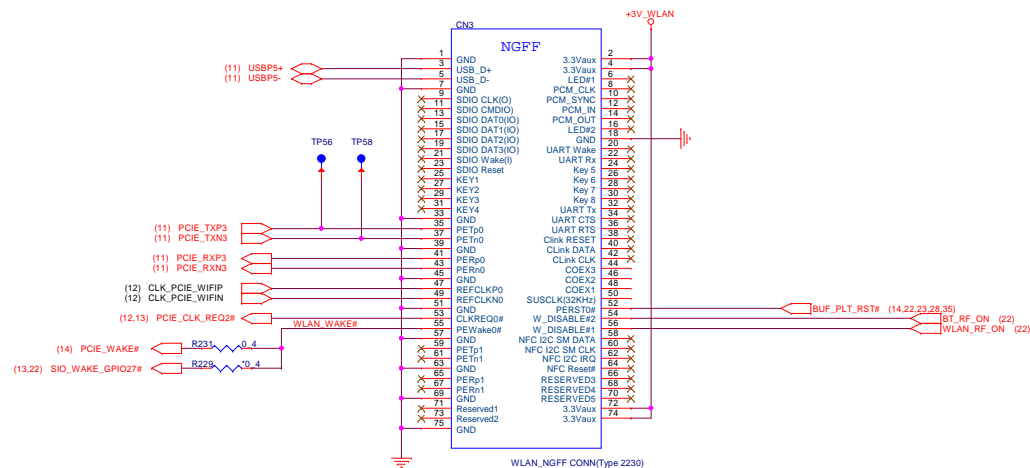 +3V_WLAN
CN3
NGFF
1 GND 3.3Vaux 2
(11) USBP5+ 3 USB_D+ 3.3Vaux 4
(11) USBP5- 5 USB_D- LED#1 6
7 GND PCM_CLK 8
9 SDIO CLK(O) PCM_SYNC 10
11 SDIO CMDIO) PCM_IN 12
13 SDIO DAT0(IO) PCM_OUT 14
15 SDIO DAT1(IO) LED#2 16
17 SDIO DAT2(IO) GND 18
19 SDIO DAT3(IO) UART Wake 20
TP56 TP58 21 SDIO Wake(I) UART Rx 22
23 SDIO Reset Key 5 24
25 KEY1 Key 6 26
27 KEY2 Key 7 28
29 KEY3 Key 8 30
31 KEY4 UART Tx 32
33 GND UART CTS 34
(11) PCIE_TXP3 35 PETp0 UART RTS 36
(11) PCIE_TXN3 37 PETn0 Clink RESET 38
39 GND CLink DATA 40
(11) PCIE_RXP3 41 PERp0 CLink CLK 42
(11) PCIE_RXN3 43 PERn0 COEX3 44
45 GND COEX2 46
(12) CLK_PCIE_WIFIP 47 REFCLKP0 COEX1 48
(12) CLK_PCIE_WIFIN 49 REFCLKN0 SUSCLK(32KHz) 50
51 GND PERST0# 52 BUF_PLT_RST# (14,22,23,28,35)
(12,13) PCIE_CLK_REQ2# 53 CLKREQ0# W_DISABLE#2 54 BT_RF_ON (22)
WLAN_WAKE# 55 PEWake0# W_DISABLE#1 56 WLAN_RF_ON (22)
57 GND NFC I2C SM DATA 58
(14) PCIE_WAKE# R231 0_4 59 PETp1 NFC I2C SM CLK 60
61 PETn1 NFC I2C IRQ 62
(13,22) SIO_WAKE_GPIO27# R229 *0_4 63 GND NFC Reset# 64
65 PERp1 RESERVED3 66
67 PERn1 RESERVED4 68
69 GND RESERVED5 70
71 Reserved1 3.3Vaux 72
73 Reserved2 3.3Vaux 74
75 GND
WLAN_NGFF CONN(Type 2230)